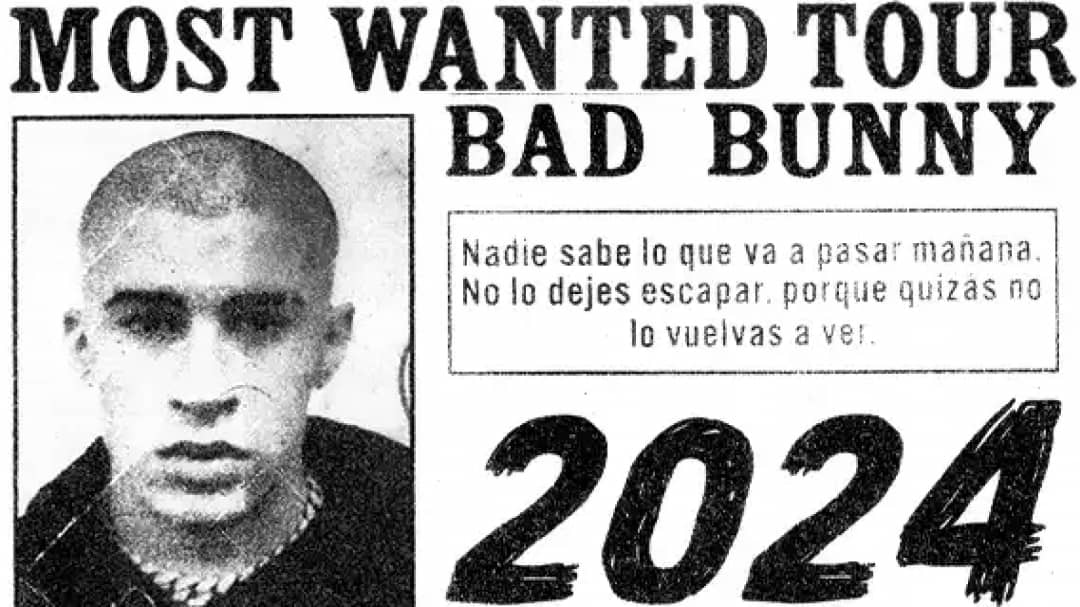 MOST WANTED TOUR
BAD BUNNY
Nadie sabe lo que va a pasar mañana.
No lo dejes escapar, porque quizás no
lo vuelvas a ver.
2024